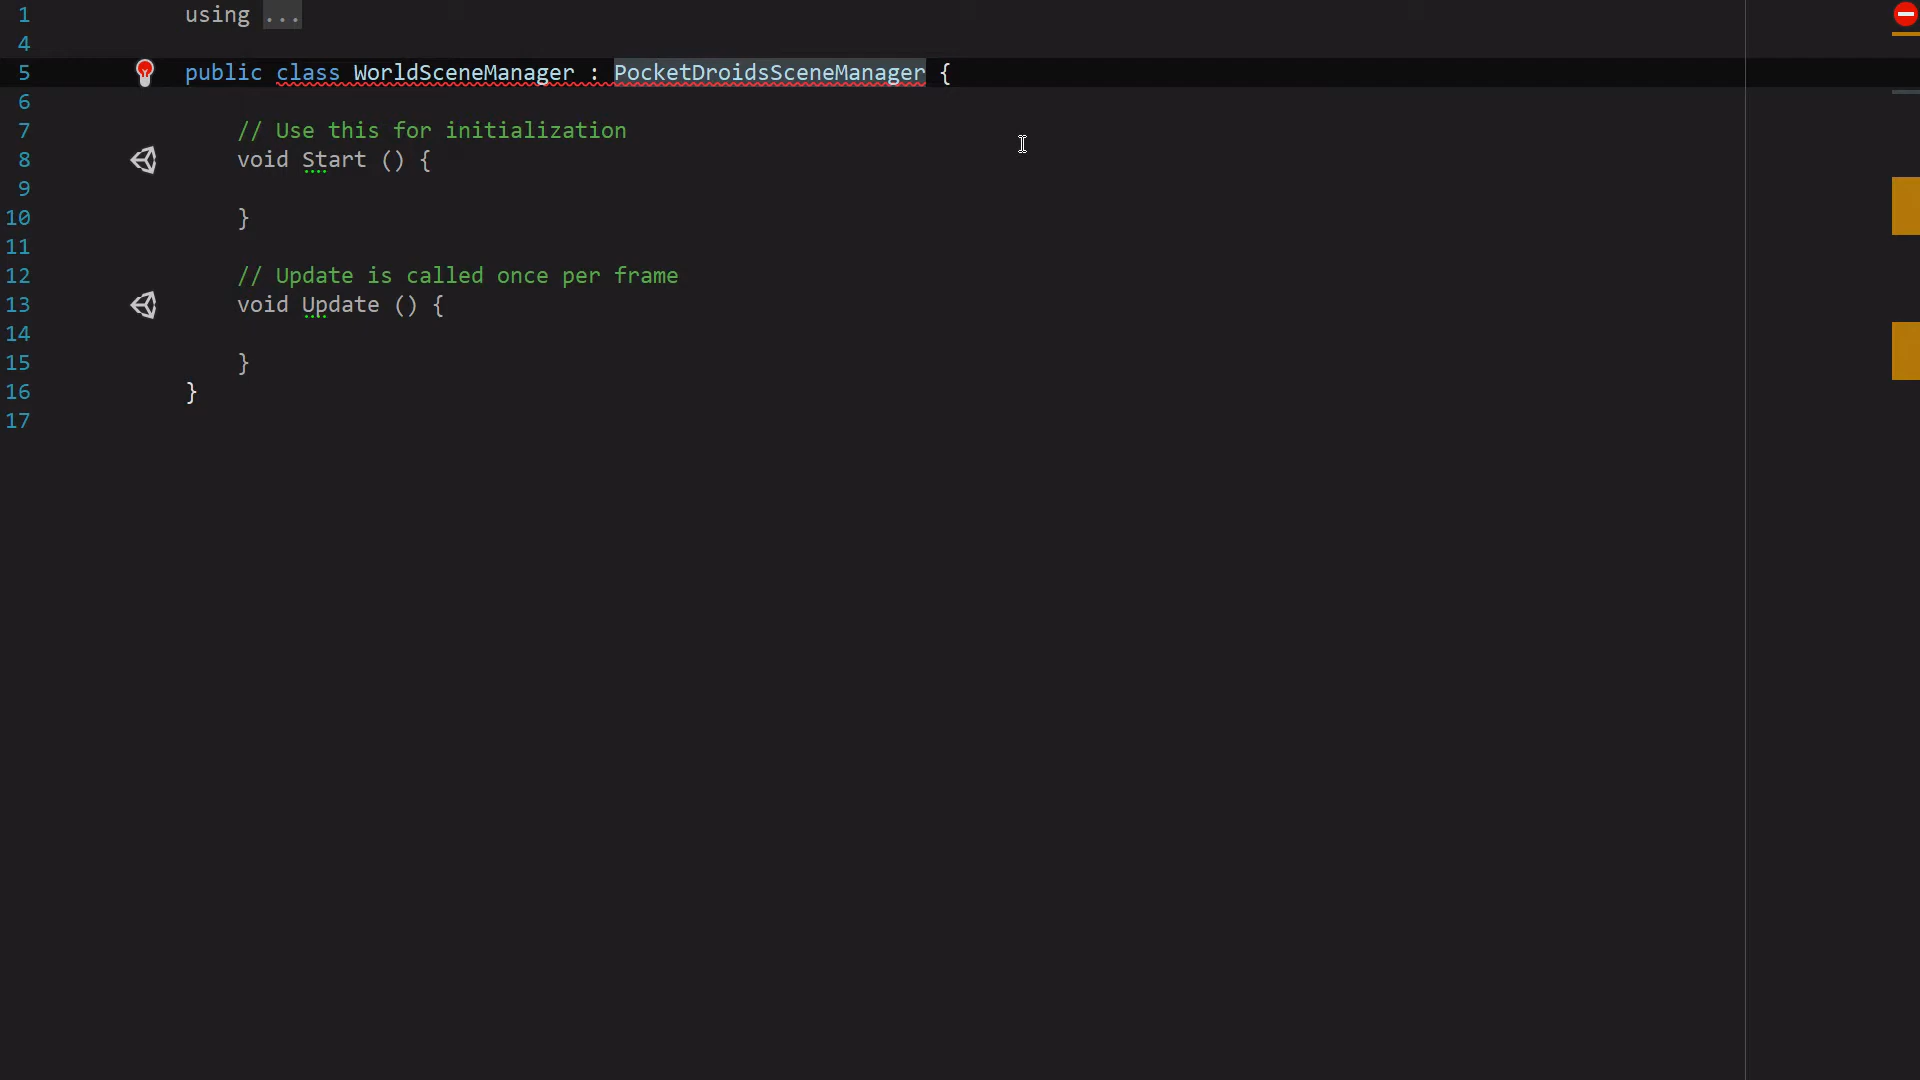 1 using ...
4
5 public class WorldSceneManager : PocketDroidsSceneManager {
6
7 // Use this for initialization
8 void Start () {
9
10 }
11
12 // Update is called once per frame
13 void Update () {
14
15 }
16 }
17